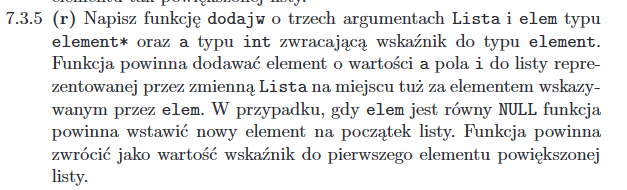 7.3.5 (r) Napisz funkcję dodajw o trzech argumentach Lista i elem typu
element* oraz a typu int zwracającą wskaźnik do typu element.
Funkcja powinna dodawać element o wartości a pola i do listy repre-
zentowanej przez zmienną Lista na miejscu tuż za elementem wskazy-
wanym przez elem. W przypadku, gdy elem jest równy NULL funkcja
powinna wstawić nowy element na początek listy. Funkcja powinna
zwrócić jako wartość wskaźnik do pierwszego elementu powiększonej
listy.